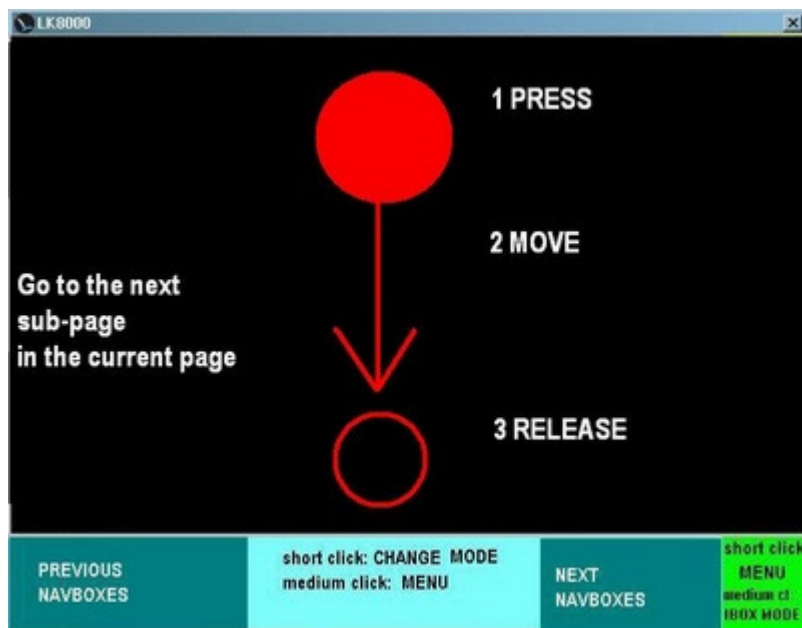 LK8000
1 PRESS
2 MOVE
Go to the next
sub-page
in the current page
3 RELEASE
PREVIOUS
NAVBOXES
short click: CHANGE MODE
medium click: MENU
NEXT
NAVBOXES
short click
MENU
medium cl:
IBOX MODE